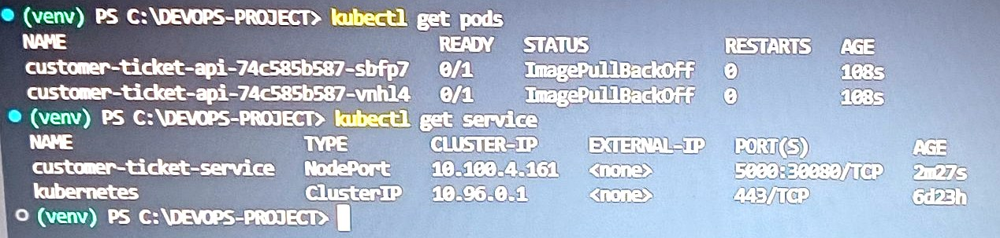 (venv) PS C:\DEVOPS-PROJECT> kubectl get pods
NAME READY STATUS RESTARTS AGE
customer-ticket-api-74c585b587-sbfp7 0/1 ImagePullBackOff 0 108s
customer-ticket-api-74c585b587-vnhl4 0/1 ImagePullBackOff 0 108s
(venv) PS C:\DEVOPS-PROJECT> kubectl get service
NAME TYPE CLUSTER-IP EXTERNAL-IP PORT(S) AGE
customer-ticket-service NodePort 10.100.4.161 <none> 5000:30080/TCP 2m27s
kubernetes ClusterIP 10.96.0.1 <none> 443/TCP 6d23h
(venv) PS C:\DEVOPS-PROJECT>